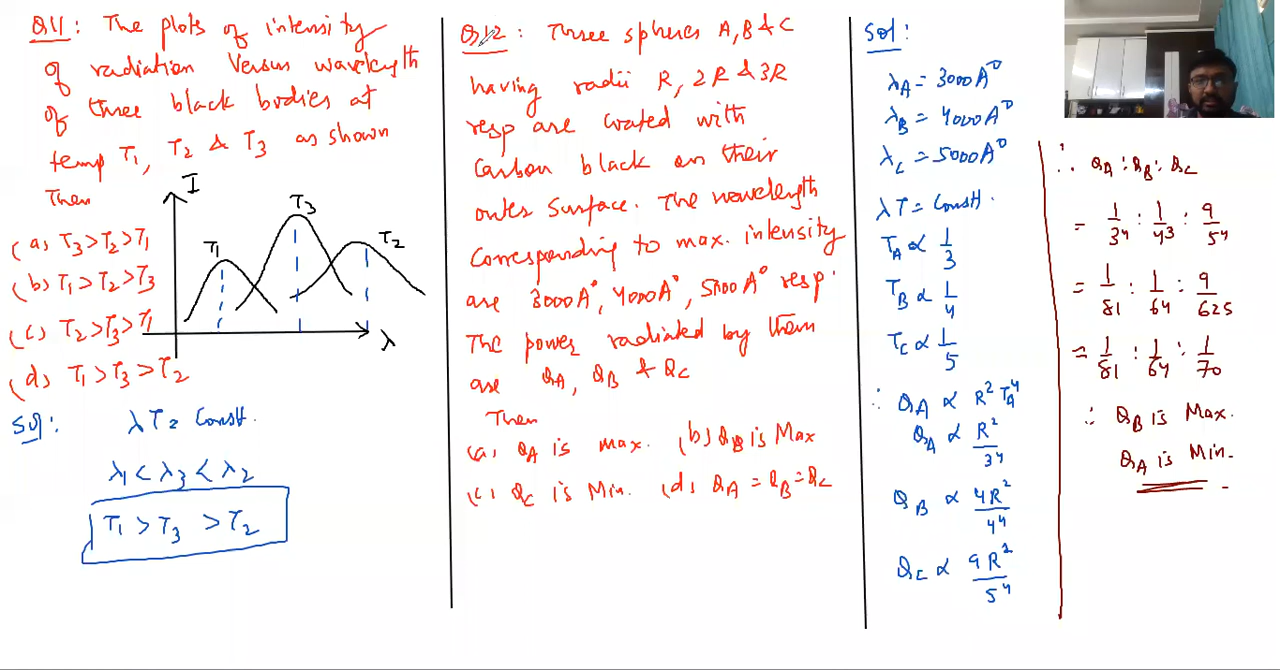 Q.11: The plots of intensity
of radiation Versus wavelength
of three black bodies at
temp T₁, T₂ & T₃ as shown
Then
(a) T₃ > T₂ > T₁
(b) T₁ > T₂ > T₃
(c) T₂ > T₃ > T₁
(d) T₁ > T₃ > T₂
I
T₁
T₃
T₂
λ
Sol: λT = Const.
λ₁ < λ₃ < λ₂
T₁ > T₃ > T₂
Q.12: Three spheres A, B & C
having radii R, 2R & 3R
resp are coated with
Carbon black on their
outer Surface. The wavelength
Corresponding to max. intensity
are 3000A°, 4000A°, 5000A° resp.
The power radiated by them
are QA, QB & QC
Then
(a) QA is max. (b) QB is Max
(c) QC is Min. (d) QA = QB = QC
Sol:
λA = 3000A°
λB = 4000A°
λC = 5000A°
λT = Const.
TA ∝ 1/3
TB ∝ 1/4
TC ∝ 1/5
∴ QA ∝ R² TA⁴
QA ∝ R²/3⁴
QB ∝ 4R²/4⁴
QC ∝ 9R²/5⁴
∴ QA : QB : QC
= 1/3⁴ : 1/4³ : 9/5⁴
= 1/81 : 1/64 : 9/625
= 1/81 : 1/64 : 1/70
∴ QB is Max.
QA is Min.